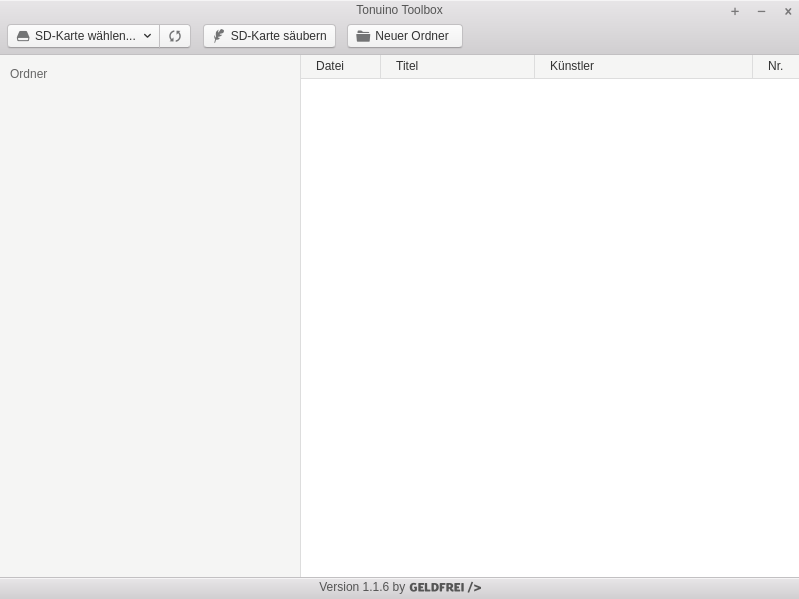 Tonuino Toolbox
SD-Karte wählen... SD-Karte säubern Neuer Ordner
Ordner Datei Titel Künstler Nr.
Version 1.1.6 by GELDFREI />